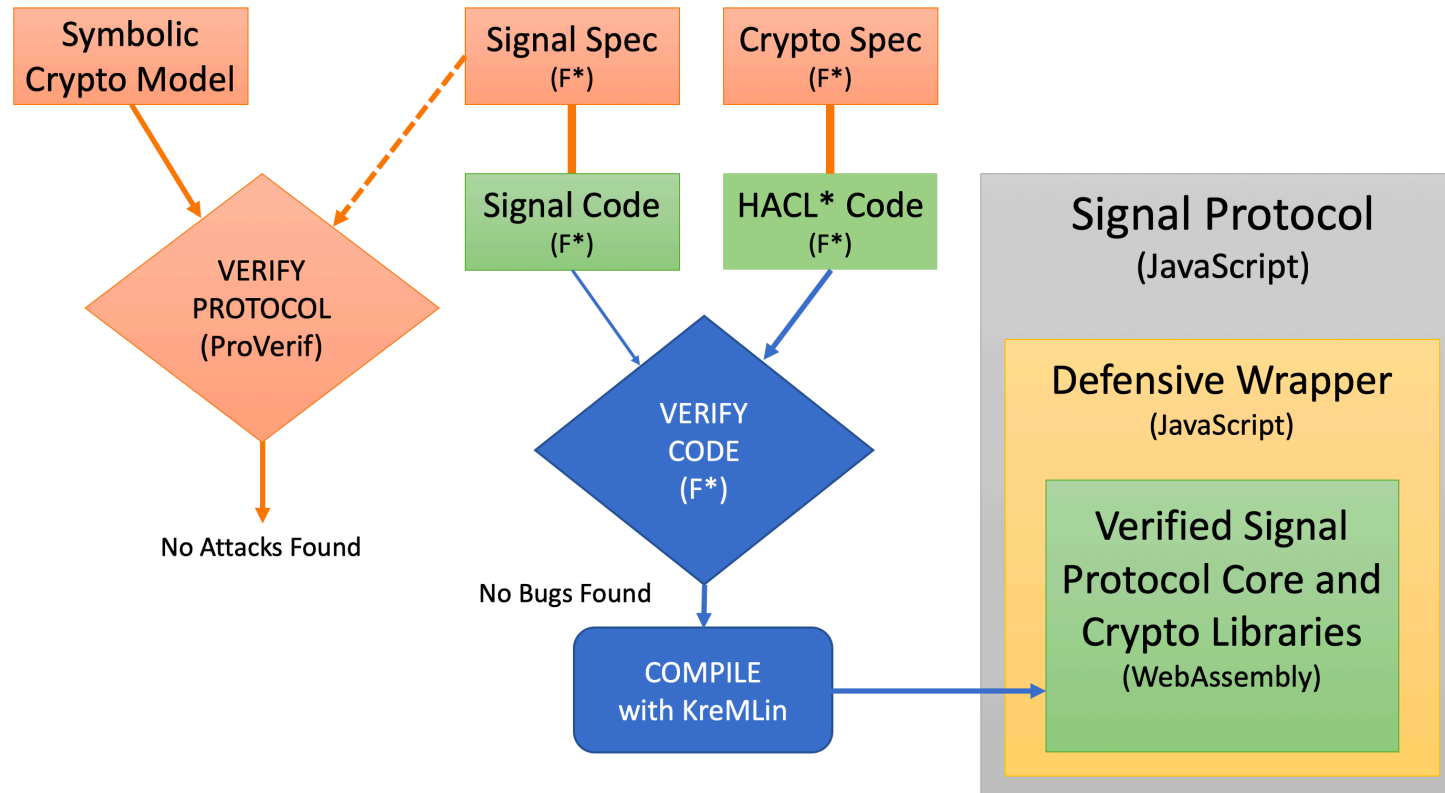 Symbolic
Crypto Model
Signal Spec
(F*)
Crypto Spec
(F*)
Signal Code
(F*)
HACL* Code
(F*)
VERIFY
PROTOCOL
(ProVerif)
No Attacks Found
VERIFY
CODE
(F*)
No Bugs Found
COMPILE
with KreMLin
Signal Protocol
(JavaScript)
Defensive Wrapper
(JavaScript)
Verified Signal
Protocol Core and
Crypto Libraries
(WebAssembly)